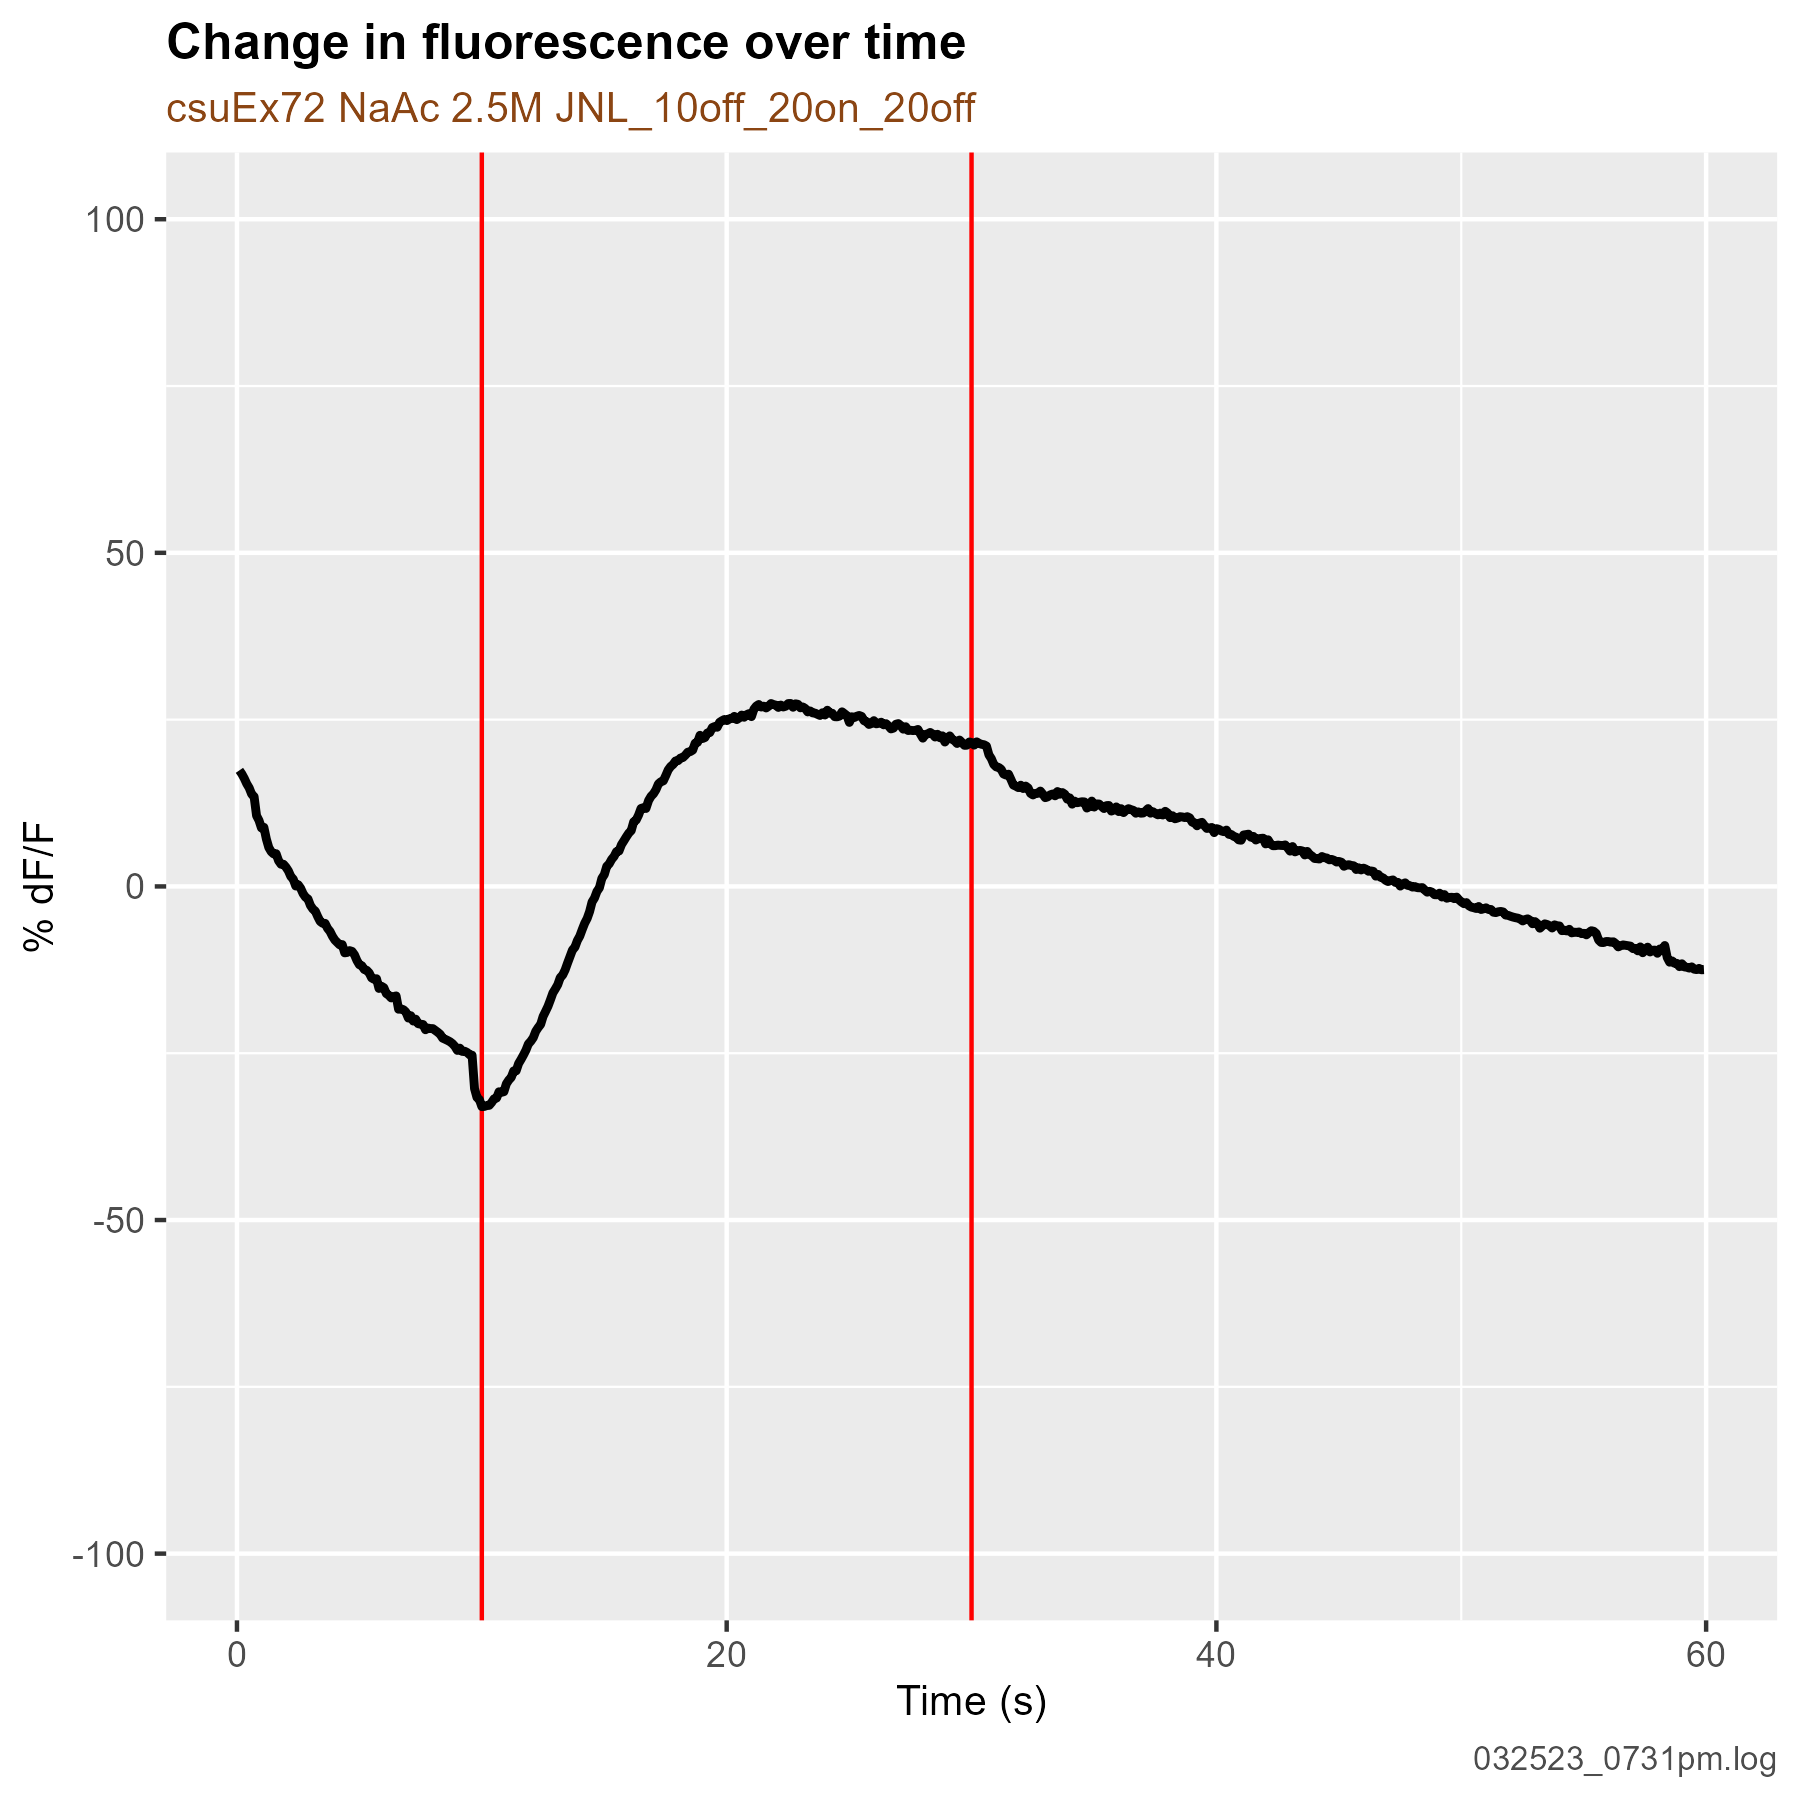 Change in fluorescence over time
csuEx72 NaAc 2.5M JNL_10off_20on_20off
% dF/F
100
50
0
-50
-100
0 20 40 60
Time (s)
032523_0731pm.log